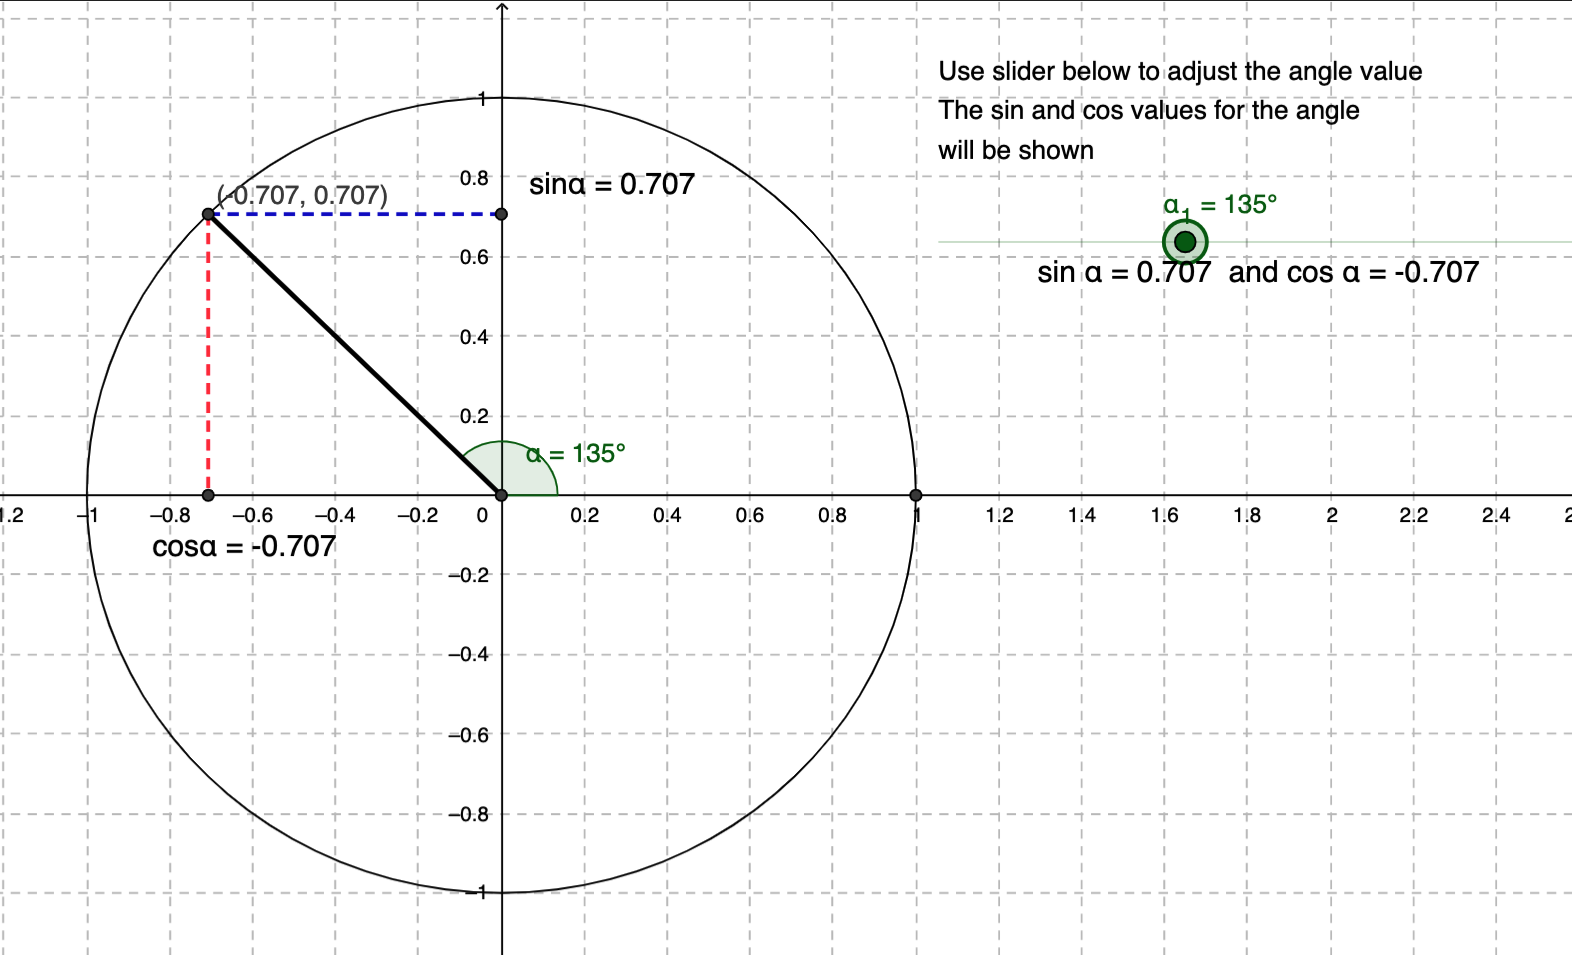 Use slider below to adjust the angle value
The sin and cos values for the angle
will be shown
1
0.8
(-0.707, 0.707)
sinα = 0.707
α₁ = 135°
0.6
sin α = 0.707 and cos α = -0.707
0.4
0.2
α = 135°
1.2 −1 −0.8 −0.6 −0.4 −0.2 0 0.2 0.4 0.6 0.8 1 1.2 1.4 1.6 1.8 2 2.2 2.4
cosα = -0.707
−0.2
−0.4
−0.6
−0.8
−1